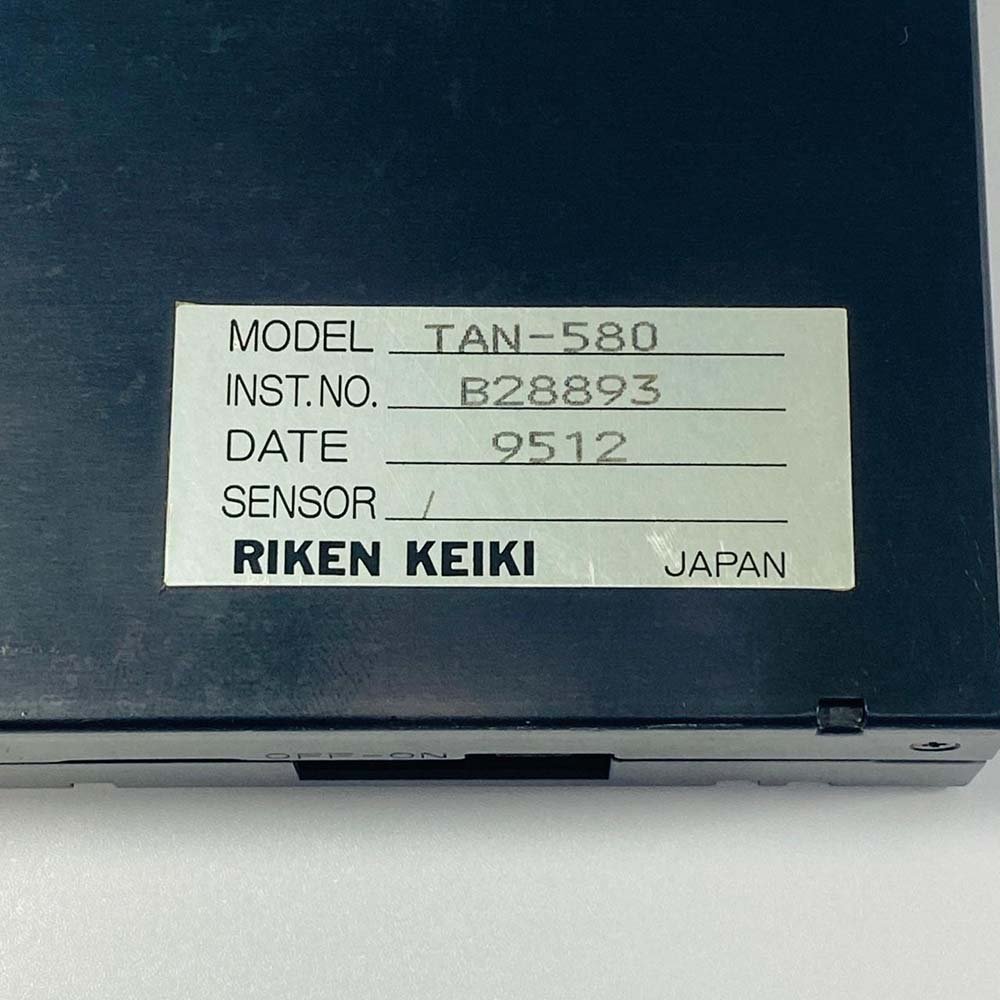 MODEL TAN-580
INST.NO. B28893
DATE 9512
SENSOR /
RIKEN KEIKI JAPAN
OFF-ON